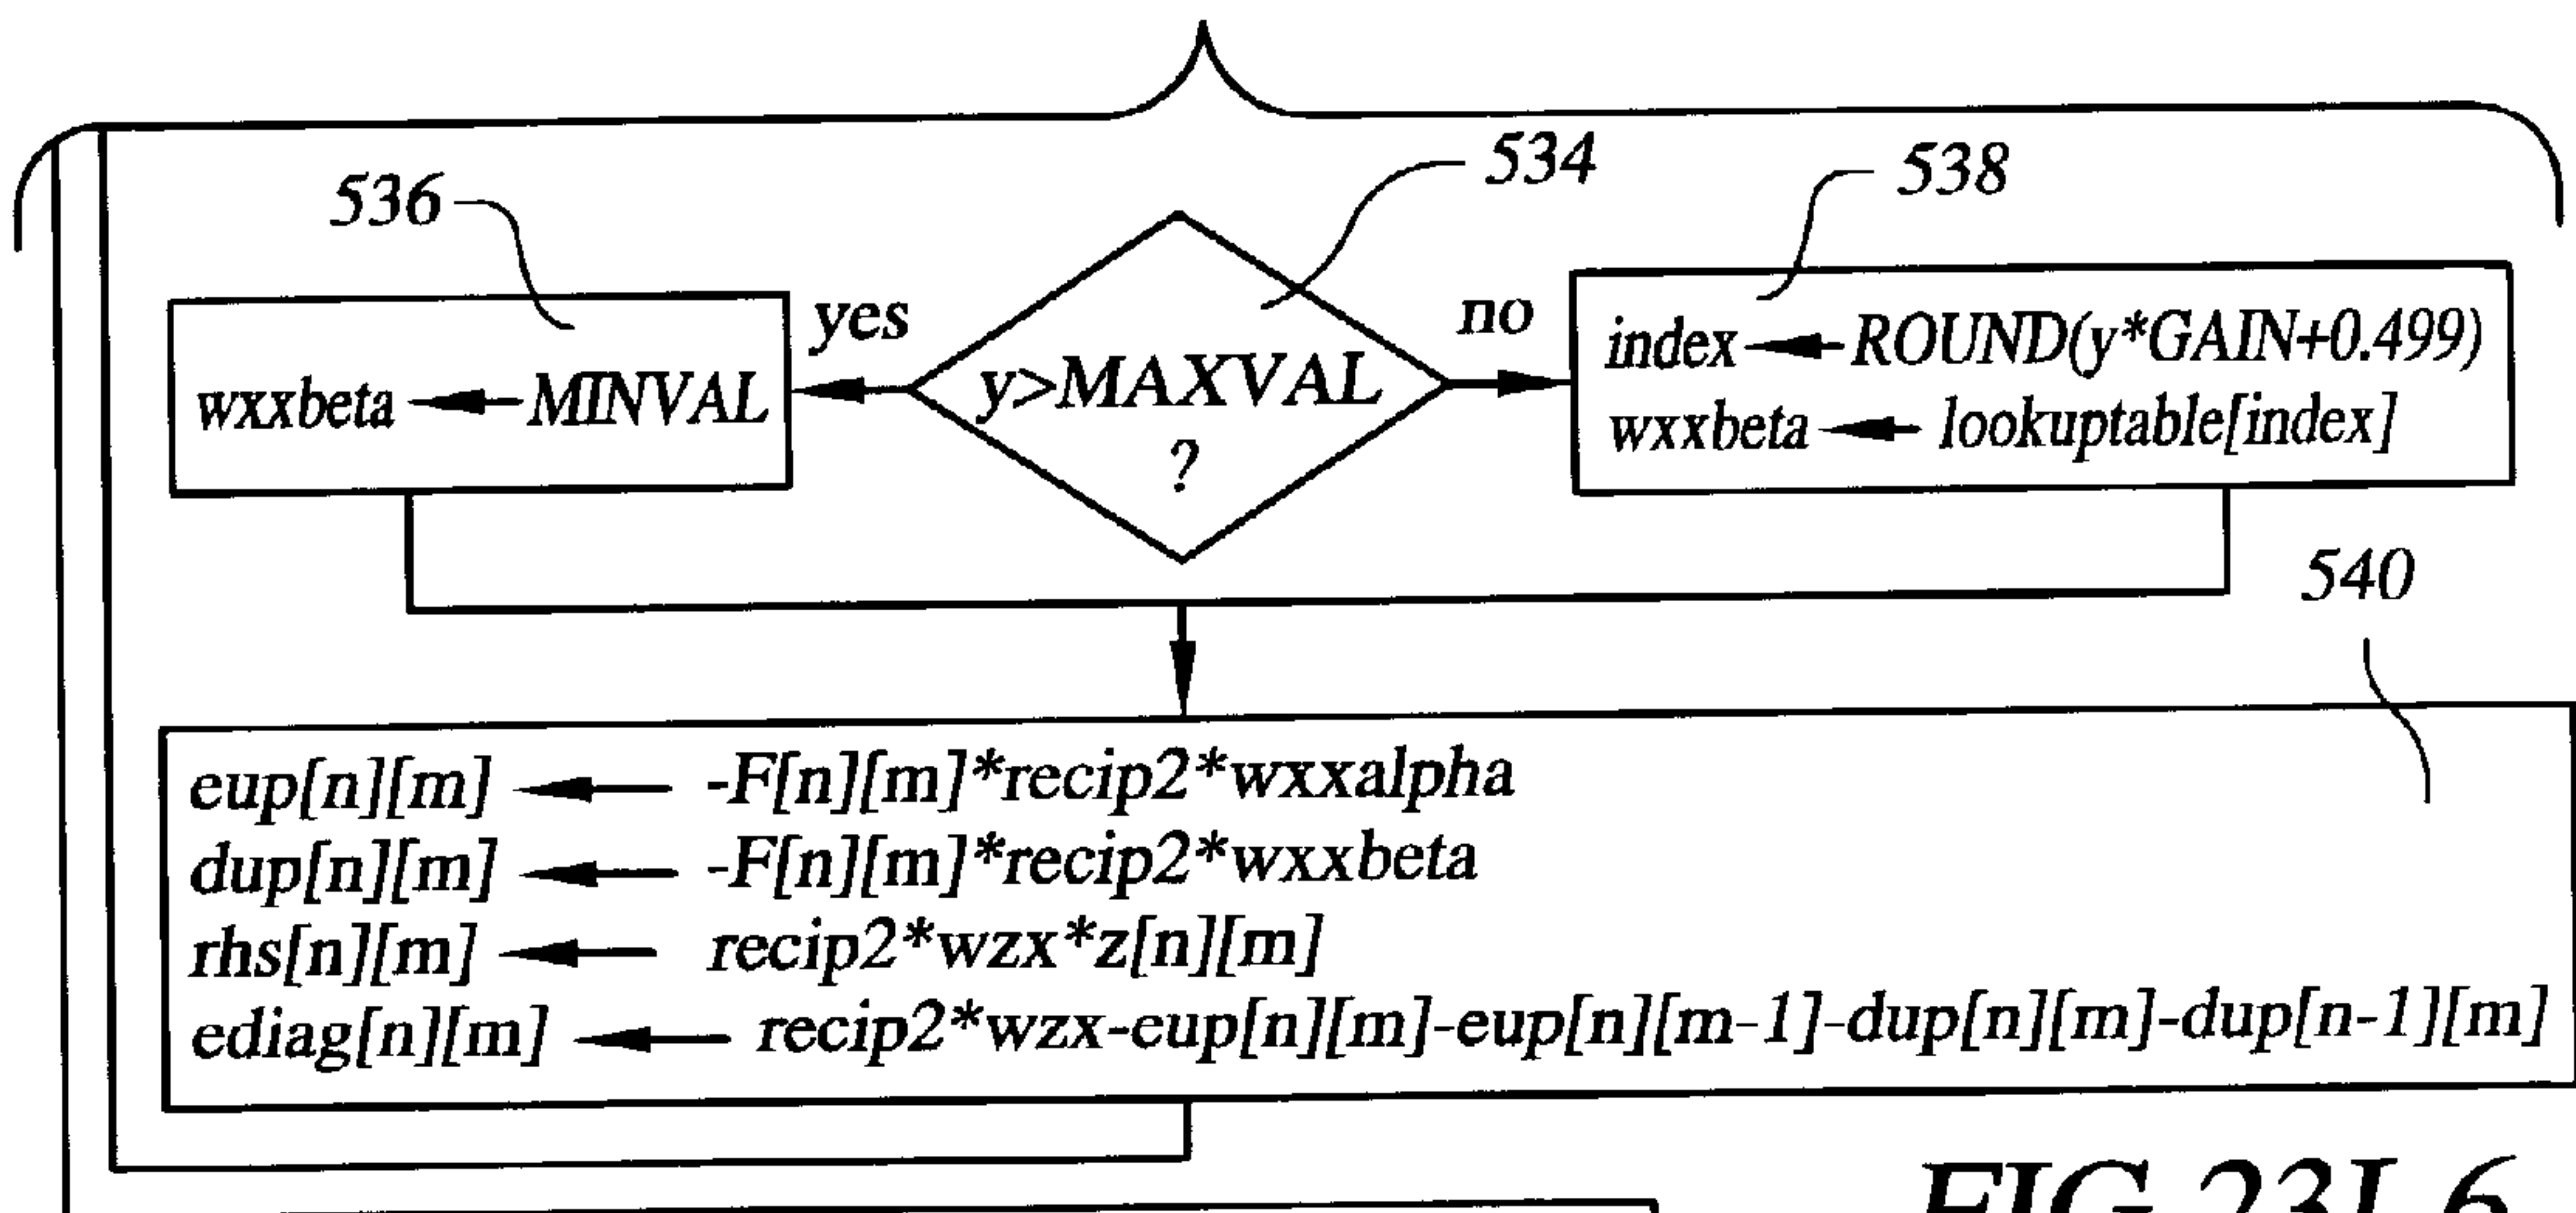 534
538
536
yes
no
y>MAXVAL
?
wxxbeta ← MINVAL
index ← ROUND(y*GAIN+0.499)
wxxbeta ← lookuptable[index]
540
eup[n][m] ← -F[n][m]*recip2*wxxalpha
dup[n][m] ← -F[n][m]*recip2*wxxbeta
rhs[n][m] ← recip2*wzx*z[n][m]
ediag[n][m] ← recip2*wzx-eup[n][m]-eup[n][m-1]-dup[n][m]-dup[n-1][m]